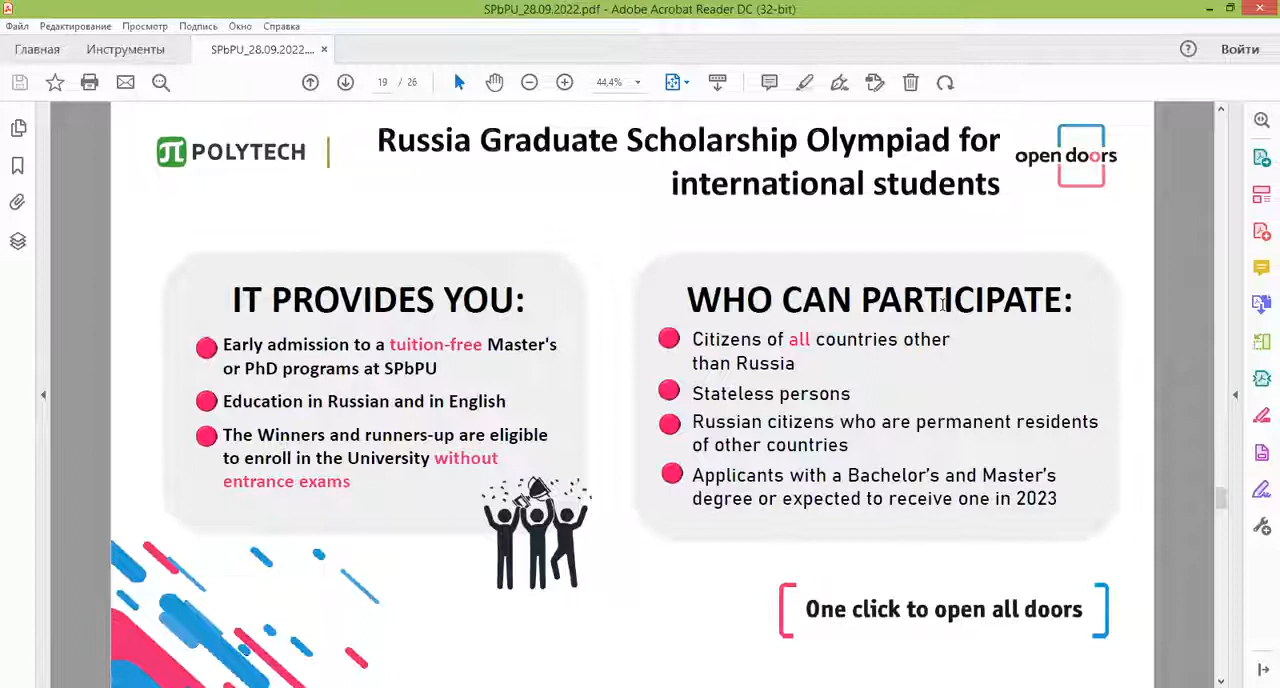 SPbPU_28.09.2022.pdf - Adobe Acrobat Reader DC (32-bit)
Файл Редактирование Просмотр Подпись Окно Справка
Главная Инструменты SPbPU_28.09.2022.... × Войти
19 / 26 44,4%
POLYTECH
Russia Graduate Scholarship Olympiad for
international students
open doors
IT PROVIDES YOU:
Early admission to a tuition-free Master's
or PhD programs at SPbPU
Education in Russian and in English
The Winners and runners-up are eligible
to enroll in the University without
entrance exams
WHO CAN PARTICIPATE:
Citizens of all countries other
than Russia
Stateless persons
Russian citizens who are permanent residents
of other countries
Applicants with a Bachelor's and Master's
degree or expected to receive one in 2023
One click to open all doors